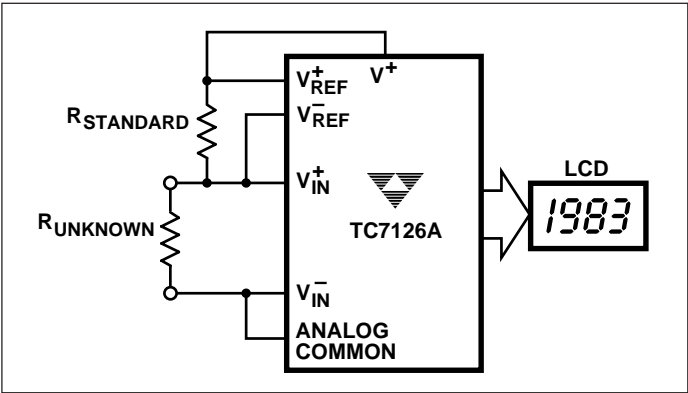 V+
V+REF
V−REF
RSTANDARD
V+IN
RUNKNOWN
TC7126A
LCD
1983
V−IN
ANALOG
COMMON